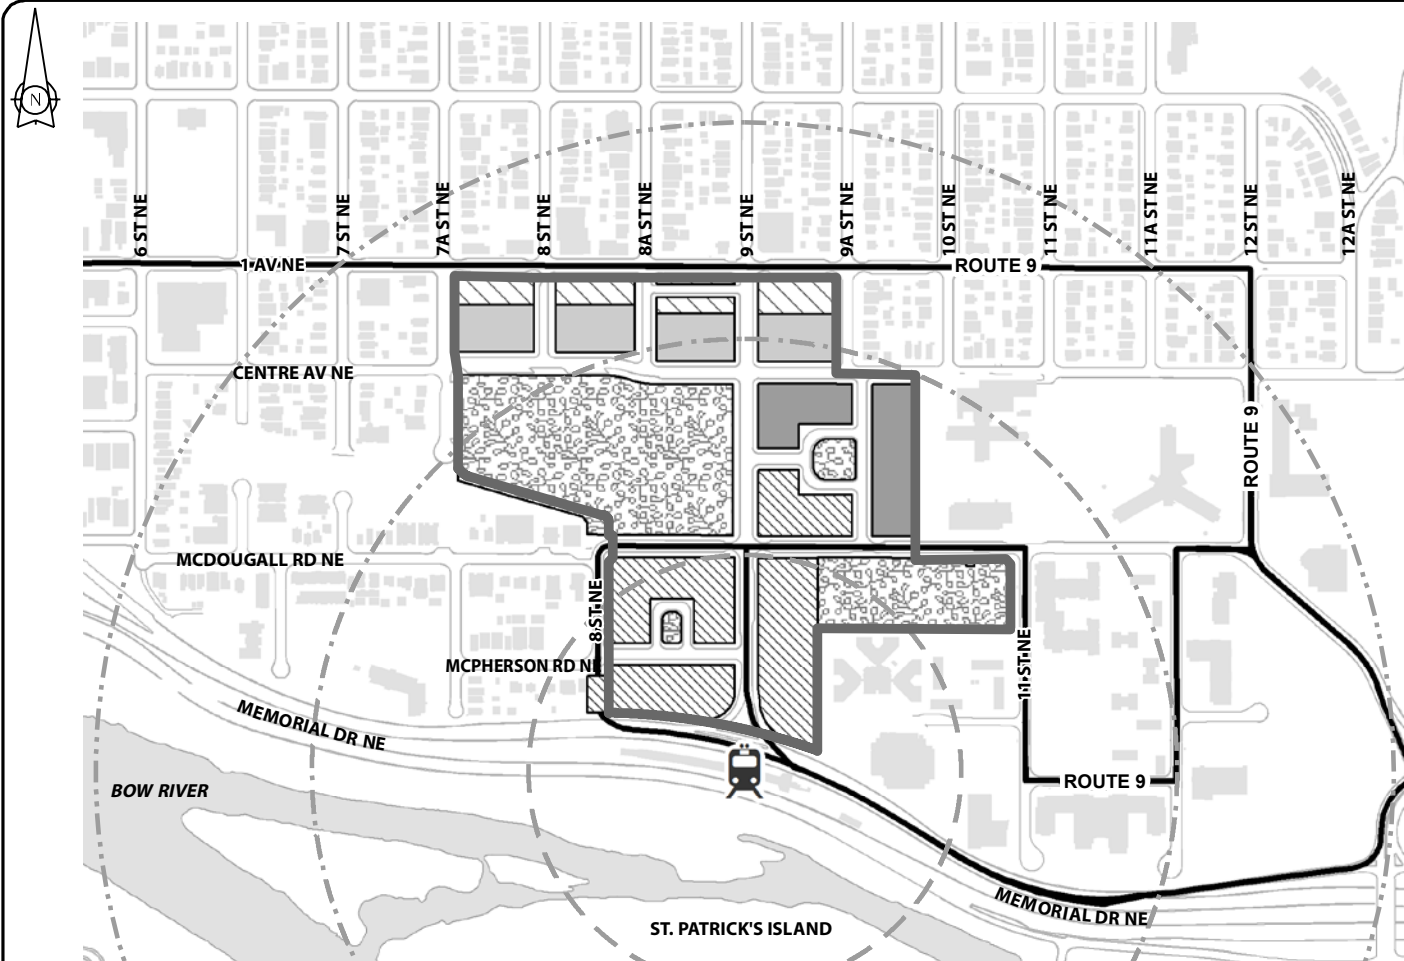 N
6 ST NE
7 ST NE
7A ST NE
8 ST NE
8A ST NE
9 ST NE
9A ST NE
10 ST NE
11 ST NE
11A ST NE
12 ST NE
12A ST NE
1 AV NE
ROUTE 9
CENTRE AV NE
ROUTE 9
MCDOUGALL RD NE
8 ST NE
MCPHERSON RD NE
11 ST NE
MEMORIAL DR NE
BOW RIVER
ROUTE 9
MEMORIAL DR NE
ST. PATRICK'S ISLAND